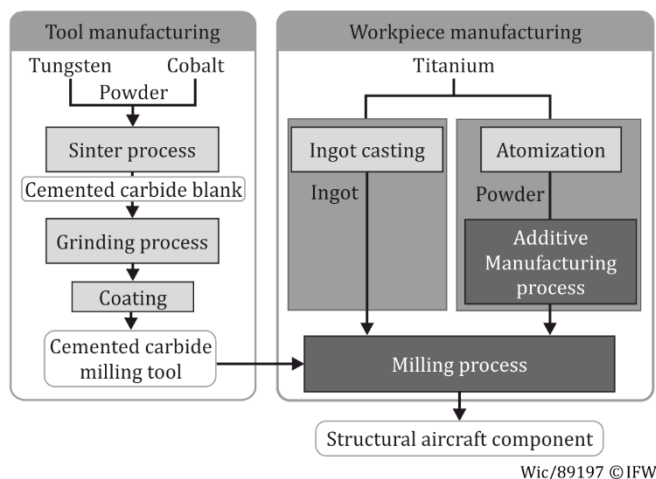 Tool manufacturing
Tungsten Cobalt
Powder
Sinter process
Cemented carbide blank
Grinding process
Coating
Cemented carbide
milling tool
Workpiece manufacturing
Titanium
Ingot casting
Ingot
Atomization
Powder
Additive
Manufacturing
process
Milling process
Structural aircraft component
Wic/89197 © IFW